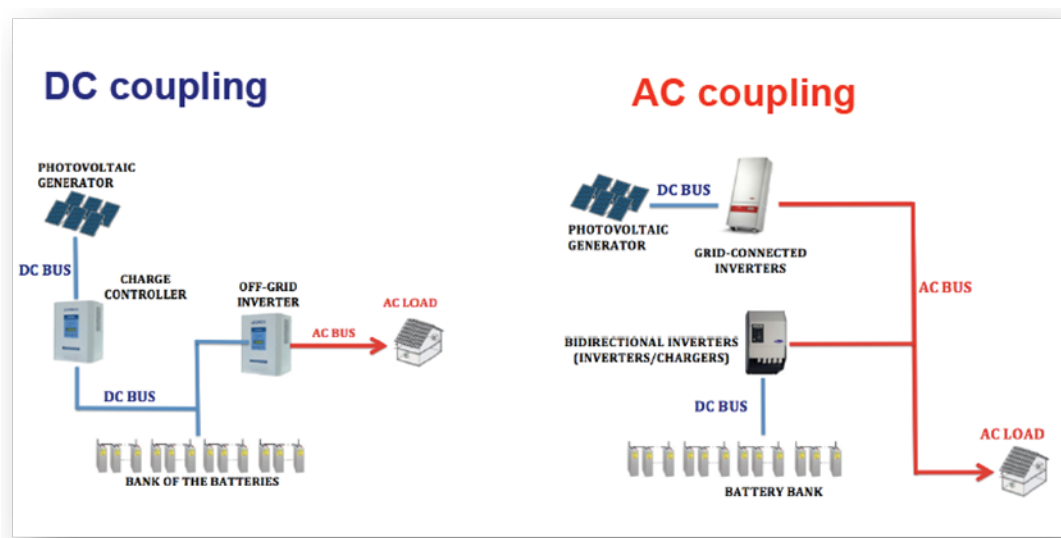 DC coupling
PHOTOVOLTAIC
GENERATOR
DC BUS
CHARGE
CONTROLLER
OFF-GRID
INVERTER
AC BUS
AC LOAD
DC BUS
BANK OF THE BATTERIES
AC coupling
DC BUS
PHOTOVOLTAIC
GENERATOR
GRID-CONNECTED
INVERTERS
AC BUS
BIDIRECTIONAL INVERTERS
(INVERTERS/CHARGERS)
DC BUS
AC LOAD
BATTERY BANK